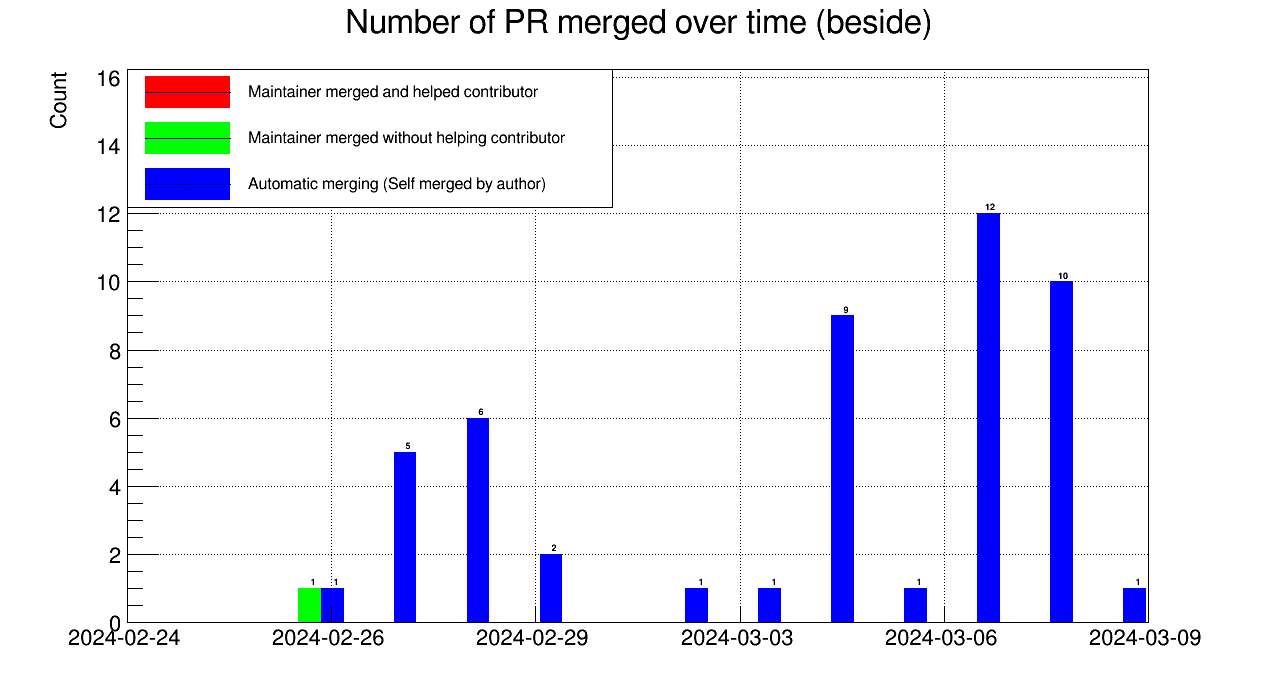 Number of PR merged over time (beside)
Count
Maintainer merged and helped contributor
Maintainer merged without helping contributor
Automatic merging (Self merged by author)
16
14
12
10
8
6
4
2
0
1 1 5 6 2 1 1 9 1 12 10 1
2024-02-24 2024-02-26 2024-02-29 2024-03-03 2024-03-06 2024-03-09